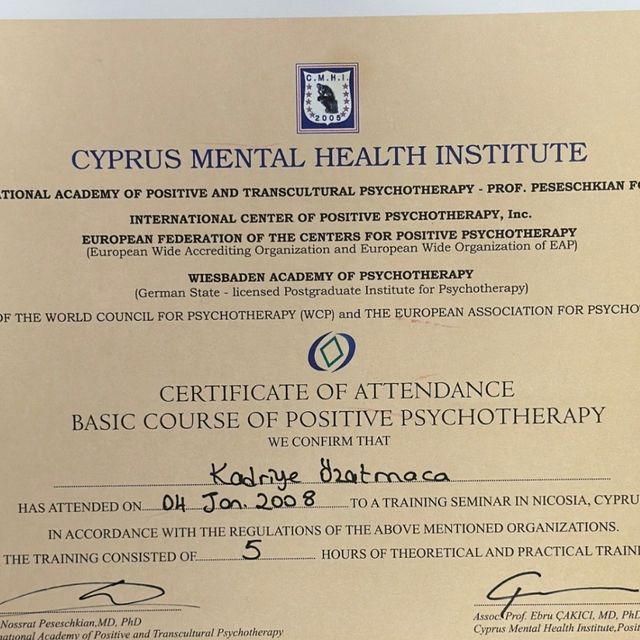 C.M.H.I.
2005
CYPRUS MENTAL HEALTH INSTITUTE
ATIONAL ACADEMY OF POSITIVE AND TRANSCULTURAL PSYCHOTHERAPY - PROF. PESESCHKIAN FO
INTERNATIONAL CENTER OF POSITIVE PSYCHOTHERAPY, Inc.
EUROPEAN FEDERATION OF THE CENTERS FOR POSITIVE PSYCHOTHERAPY
(European Wide Accrediting Organization and European Wide Organization of EAP)
WIESBADEN ACADEMY OF PSYCHOTHERAPY
(German State - licensed Postgraduate Institute for Psychotherapy)
OF THE WORLD COUNCIL FOR PSYCHOTHERAPY (WCP) and THE EUROPEAN ASSOCIATION FOR PSYCHO
CERTIFICATE OF ATTENDANCE
BASIC COURSE OF POSITIVE PSYCHOTHERAPY
WE CONFIRM THAT
Kadriye Özatmaca
HAS ATTENDED ON 04 Jan. 2008 TO A TRAINING SEMINAR IN NICOSIA, CYPRU
IN ACCORDANCE WITH THE REGULATIONS OF THE ABOVE MENTIONED ORGANIZATIONS.
THE TRAINING CONSISTED OF 5 HOURS OF THEORETICAL AND PRACTICAL TRAINI
Nossrat Peseschkian, MD, PhD
national Academy of Positive and Transcultural Psychotherapy
Assoc. Prof. Ebru ÇAKICI, MD, PhD
Cyprus Mental Health Institute, Posit